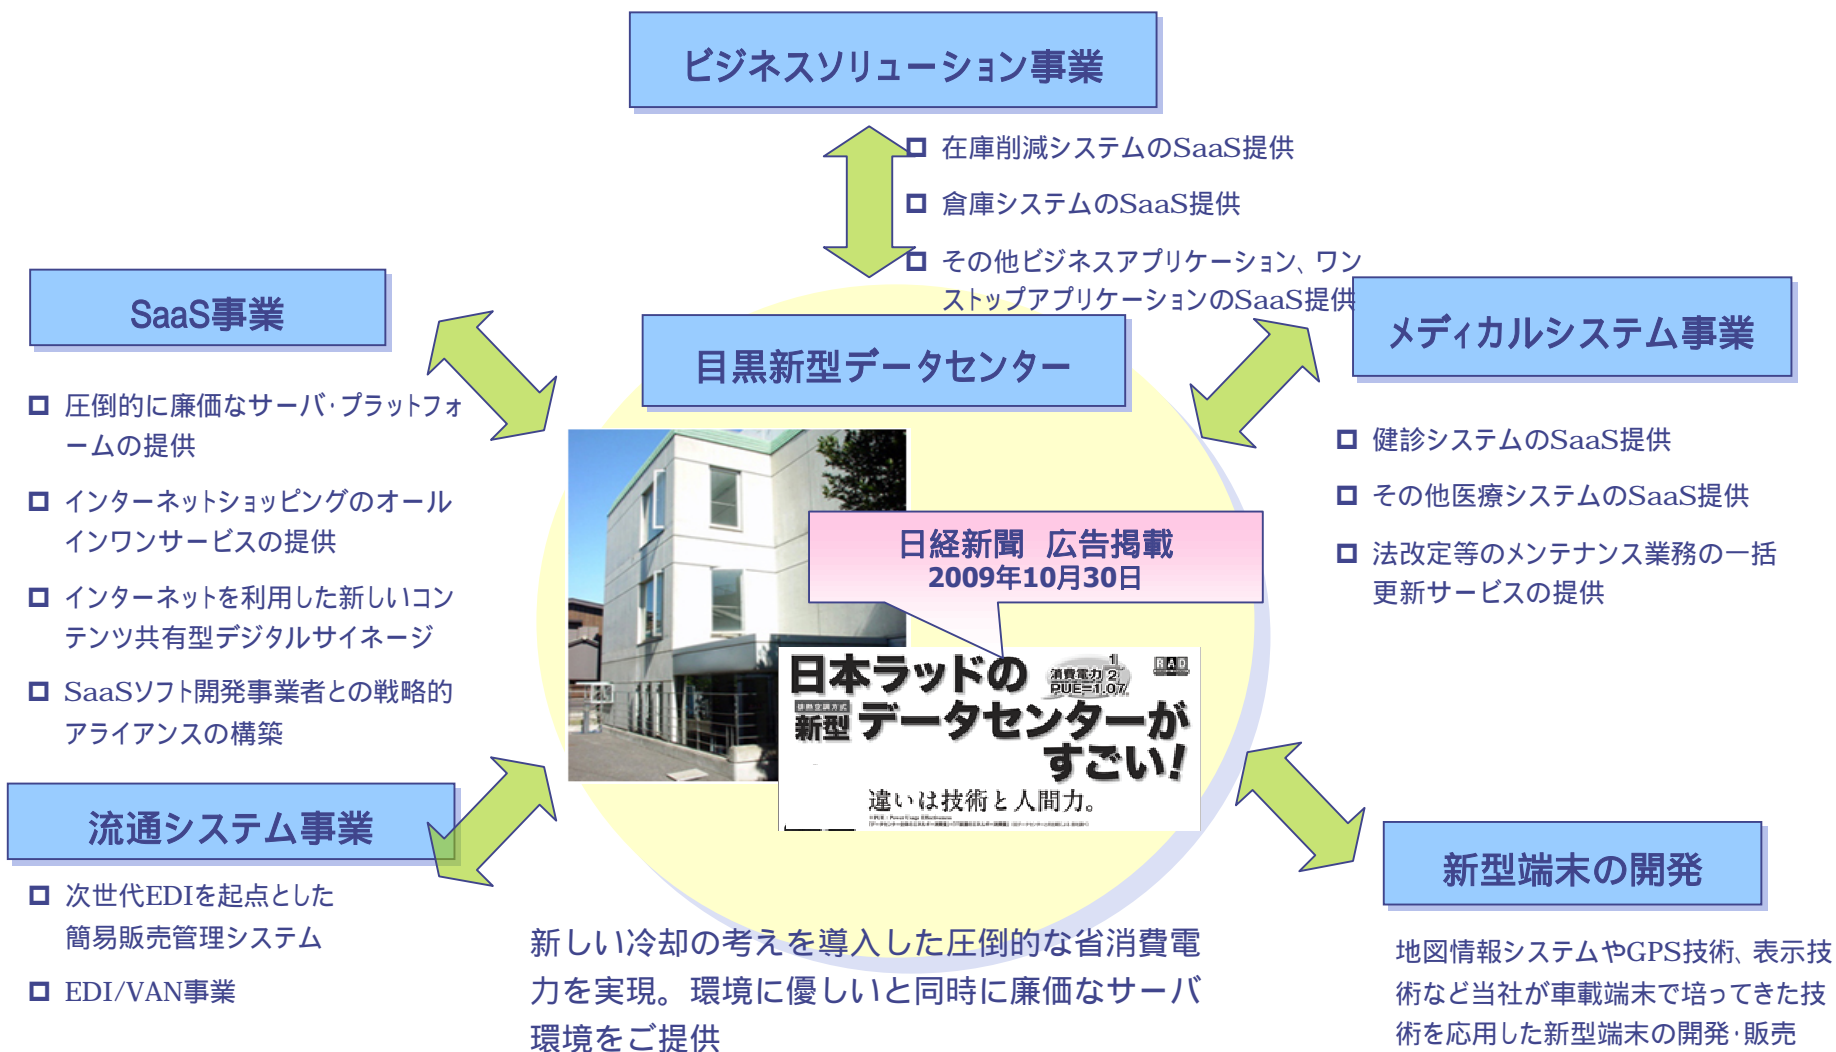 ビジネスソリューション事業
在庫削減システムのSaaS提供
倉庫システムのSaaS提供
その他ビジネスアプリケーション、ワン
ストップアプリケーションのSaaS提供
SaaS事業
圧倒的に廉価なサーバ・プラットフォ
ームの提供
インターネットショッピングのオール
インワンサービスの提供
インターネットを利用した新しいコン
テンツ共有型デジタルサイネージ
SaaSソフト開発事業者との戦略的
アライアンスの構築
目黒新型データセンター
日経新聞 広告掲載
2009年10月30日
日本ラッドの
消費電力 1
2
PUE=1.07
RAD
排熱空調方式
新型 データセンターが
すごい!
違いは技術と人間力。
メディカルシステム事業
健診システムのSaaS提供
その他医療システムのSaaS提供
法改定等のメンテナンス業務の一括
更新サービスの提供
流通システム事業
次世代EDIを起点とした
簡易販売管理システム
EDI/VAN事業
新しい冷却の考えを導入した圧倒的な省消費電
力を実現。環境に優しいと同時に廉価なサーバ
環境をご提供
新型端末の開発
地図情報システムやGPS技術、表示技
術など当社が車載端末で培ってきた技
術を応用した新型端末の開発・販売